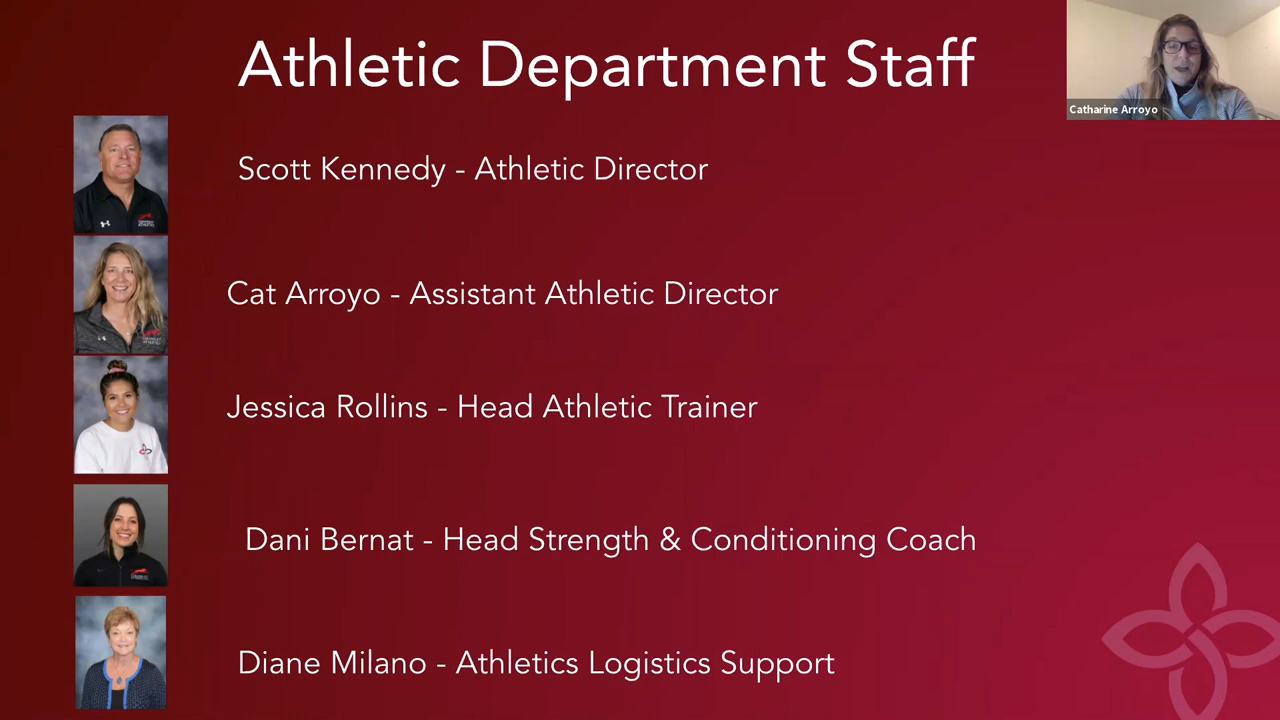 Athletic Department Staff
Catharine Arroyo
Scott Kennedy - Athletic Director
Cat Arroyo - Assistant Athletic Director
Jessica Rollins - Head Athletic Trainer
Dani Bernat - Head Strength & Conditioning Coach
Diane Milano - Athletics Logistics Support